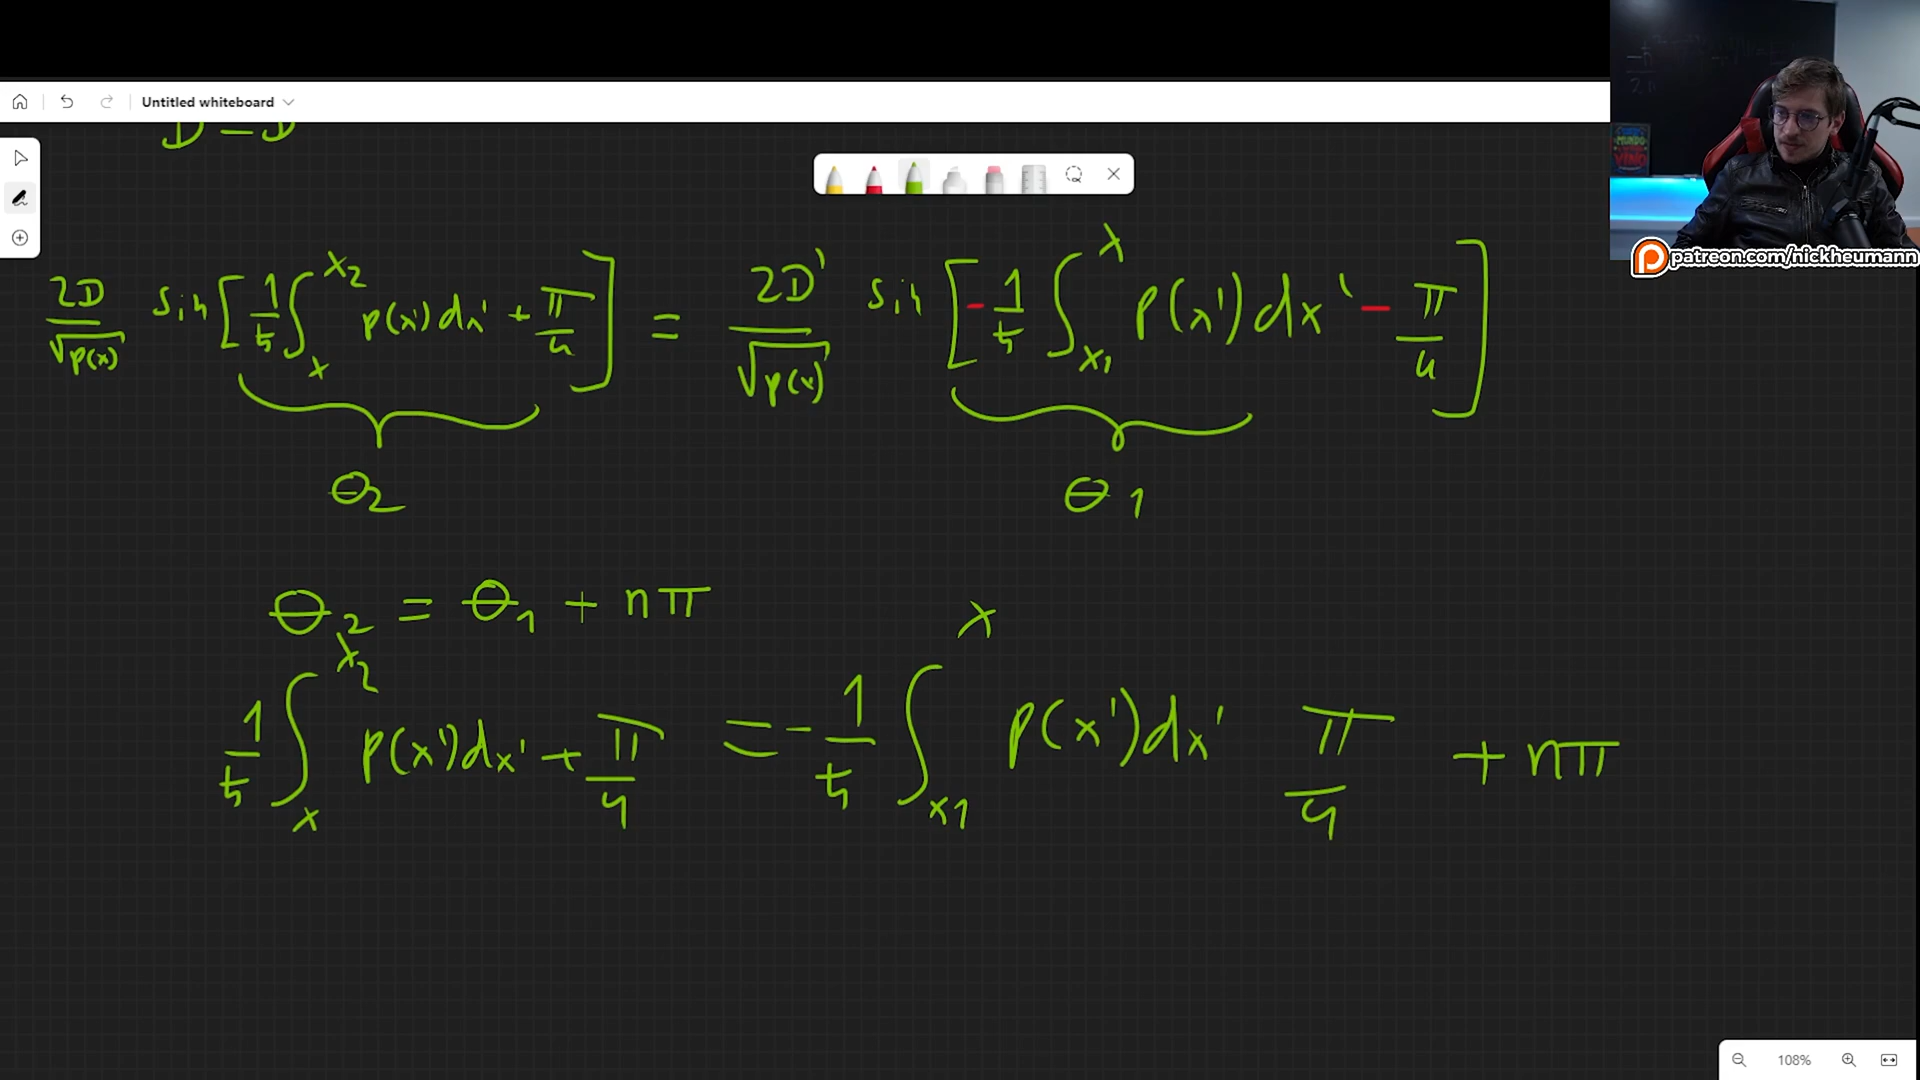 Untitled whiteboard
patreon.com/nickheumann
2D/√p(x) sin[1/ħ ∫_x^x2 p(x')dx' + π/4] = 2D'/√p(x) sin[-1/ħ ∫_x1^x p(x')dx' - π/4]
θ2 θ1
θ2 = θ1 + nπ
1/ħ ∫_x^x2 p(x')dx' + π/4 = -1/ħ ∫_x1^x p(x')dx' π/4 + nπ
108%